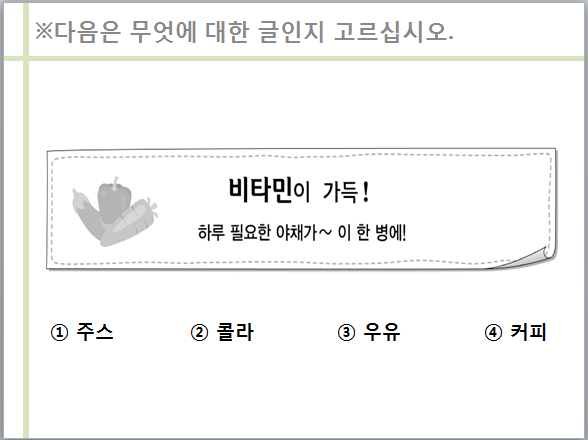 ※다음은 무엇에 대한 글인지 고르십시오.
비타민이 가득!
하루 필요한 야채가~ 이 한 병에!
① 주스 ② 콜라 ③ 우유 ④ 커피